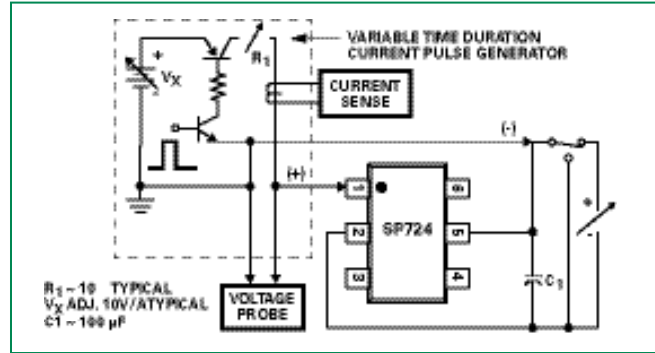 VARIABLE TIME DURATION
CURRENT PULSE GENERATOR
+
VX
R1
CURRENT
SENSE
(-)
(+)
1
2
3
SP724
6
5
4
+
-
C1
VOLTAGE
PROBE
R1 ~ 10 TYPICAL
VX ADJ. 10V//ATYPICAL
C1 ~ 100 µF